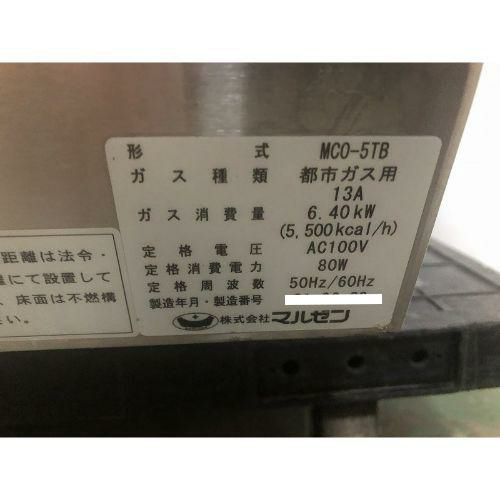 形式 MCO-5TB
ガス種類 都市ガス用
13A
ガス消費量 6.40kW
(5,500kcal/h)
定格電圧 AC100V
定格消費電力 80W
定格周波数 50Hz/60Hz
製造年月・製造番号
株式会社マルゼン
距離は法令・
にて設置して
、床面は不燃構
さい。